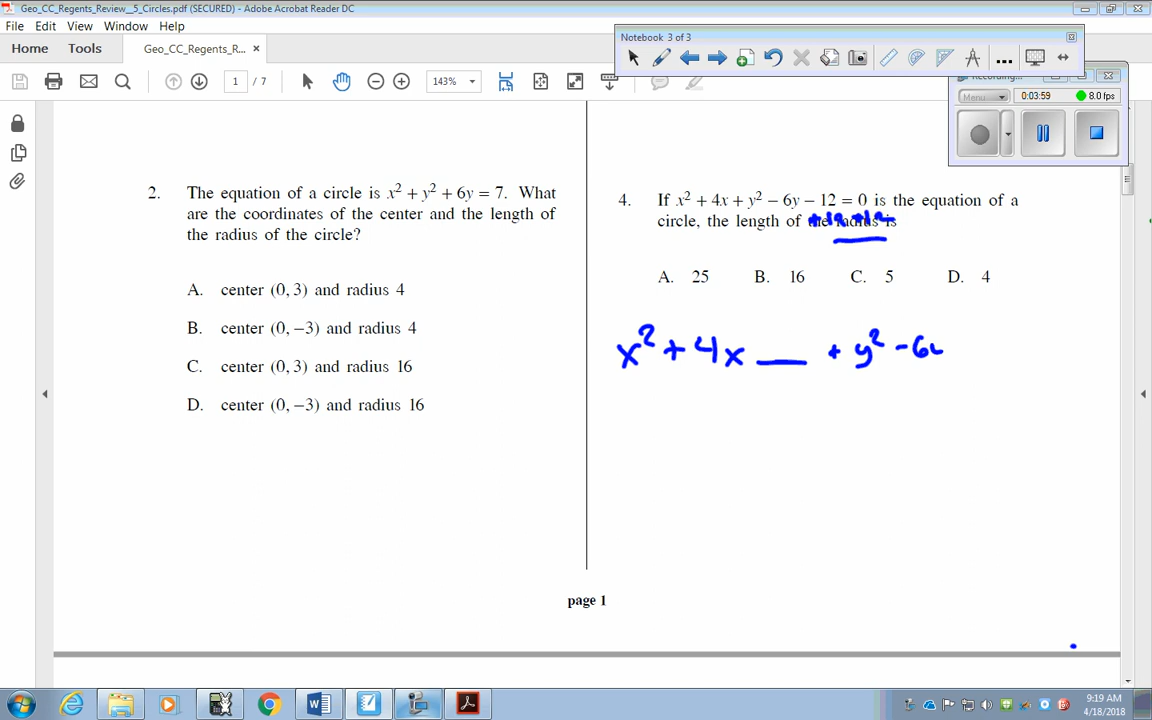 Geo_CC_Regents_Review__5_Circles.pdf (SECURED) - Adobe Acrobat Reader DC
File Edit View Window Help
Notebook 3 of 3
Home Tools Geo_CC_Regents_R... ×
Recording...
Menu 0:03:59 8.0 fps
1 / 7 143%
2. The equation of a circle is x² + y² + 6y = 7. What
are the coordinates of the center and the length of
the radius of the circle?
A. center (0, 3) and radius 4
B. center (0, −3) and radius 4
C. center (0, 3) and radius 16
D. center (0, −3) and radius 16
4. If x² + 4x + y² − 6y − 12 = 0 is the equation of a
+12 +12
circle, the length of the radius is
A. 25 B. 16 C. 5 D. 4
x² + 4x ___ + y² - 6
page 1
9:19 AM
4/18/2018